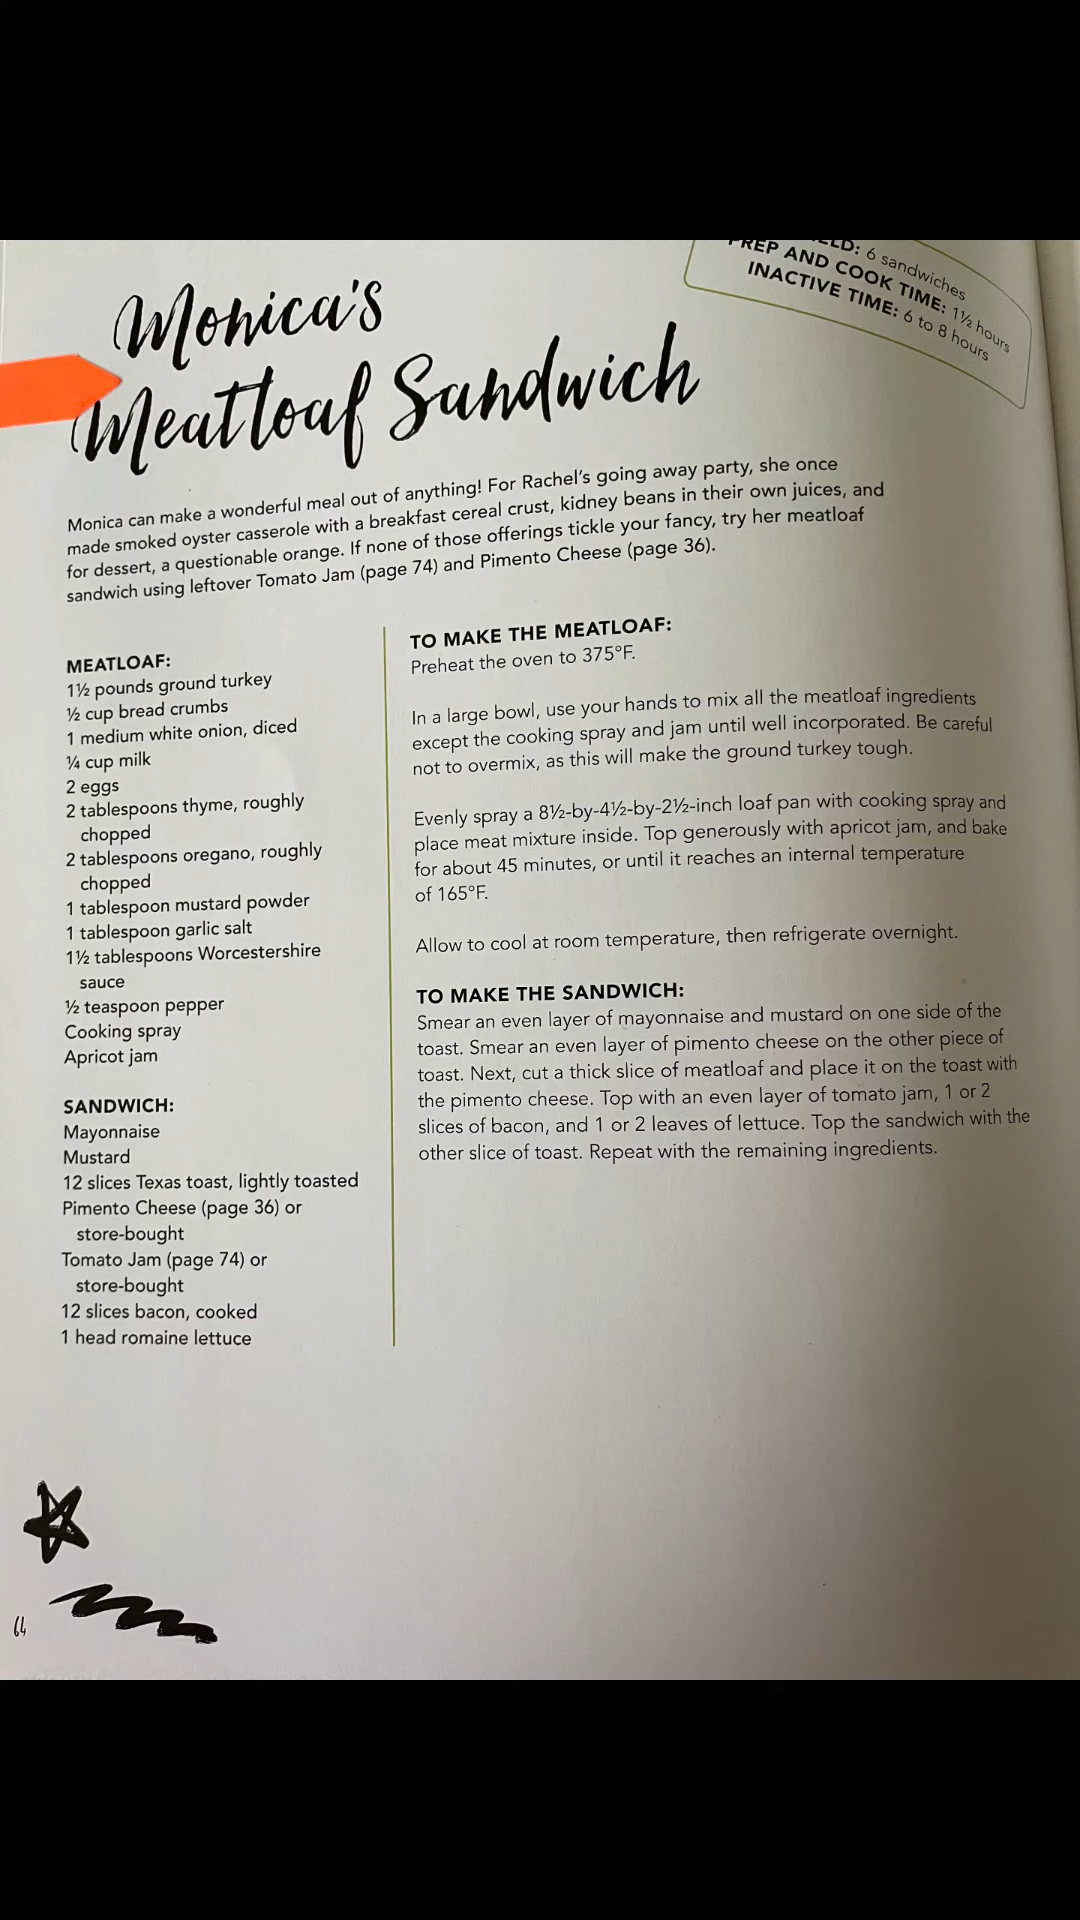 YIELD: 6 sandwiches
PREP AND COOK TIME: 1½ hours
INACTIVE TIME: 6 to 8 hours
Monica's
Meatloaf Sandwich
Monica can make a wonderful meal out of anything! For Rachel's going away party, she once
made smoked oyster casserole with a breakfast cereal crust, kidney beans in their own juices, and
for dessert, a questionable orange. If none of those offerings tickle your fancy, try her meatloaf
sandwich using leftover Tomato Jam (page 74) and Pimento Cheese (page 36).
MEATLOAF:
1½ pounds ground turkey
½ cup bread crumbs
1 medium white onion, diced
¼ cup milk
2 eggs
2 tablespoons thyme, roughly
chopped
2 tablespoons oregano, roughly
chopped
1 tablespoon mustard powder
1 tablespoon garlic salt
1½ tablespoons Worcestershire
sauce
½ teaspoon pepper
Cooking spray
Apricot jam
SANDWICH:
Mayonnaise
Mustard
12 slices Texas toast, lightly toasted
Pimento Cheese (page 36) or
store-bought
Tomato Jam (page 74) or
store-bought
12 slices bacon, cooked
1 head romaine lettuce
TO MAKE THE MEATLOAF:
Preheat the oven to 375°F.
In a large bowl, use your hands to mix all the meatloaf ingredients
except the cooking spray and jam until well incorporated. Be careful
not to overmix, as this will make the ground turkey tough.
Evenly spray a 8½-by-4½-by-2½-inch loaf pan with cooking spray and
place meat mixture inside. Top generously with apricot jam, and bake
for about 45 minutes, or until it reaches an internal temperature
of 165°F.
Allow to cool at room temperature, then refrigerate overnight.
TO MAKE THE SANDWICH:
Smear an even layer of mayonnaise and mustard on one side of the
toast. Smear an even layer of pimento cheese on the other piece of
toast. Next, cut a thick slice of meatloaf and place it on the toast with
the pimento cheese. Top with an even layer of tomato jam, 1 or 2
slices of bacon, and 1 or 2 leaves of lettuce. Top the sandwich with the
other slice of toast. Repeat with the remaining ingredients.
64